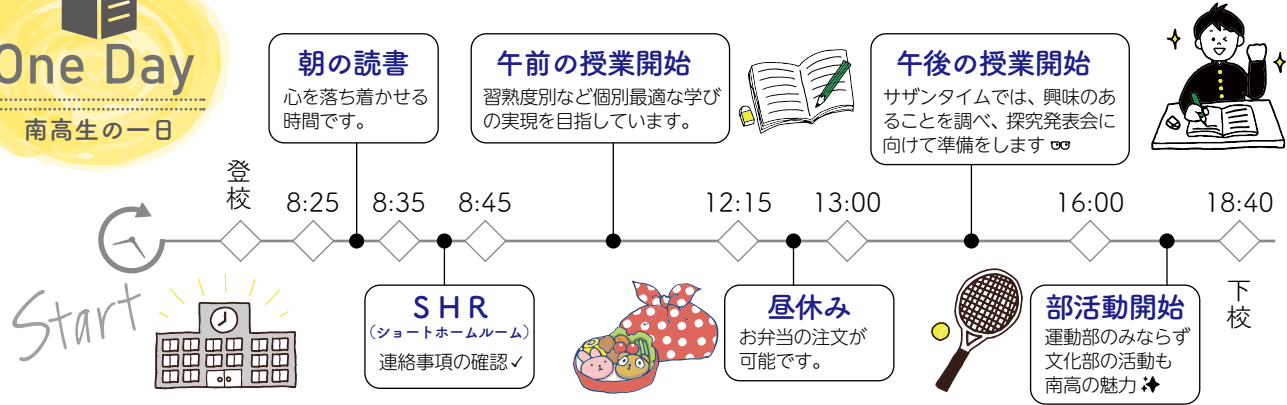 One Day
南高生の一日
朝の読書
心を落ち着かせる
時間です。
午前の授業開始
習熟度別など個別最適な学び
の実現を目指しています。
午後の授業開始
サザンタイムでは、興味のあ
ることを調べ、探究発表会に
向けて準備をします
登校
8:25
8:35
8:45
12:15
13:00
16:00
18:40
下校
Start
SHR
(ショートホームルーム)
連絡事項の確認✓
昼休み
お弁当の注文が
可能です。
部活動開始
運動部のみならず
文化部の活動も
南高の魅力